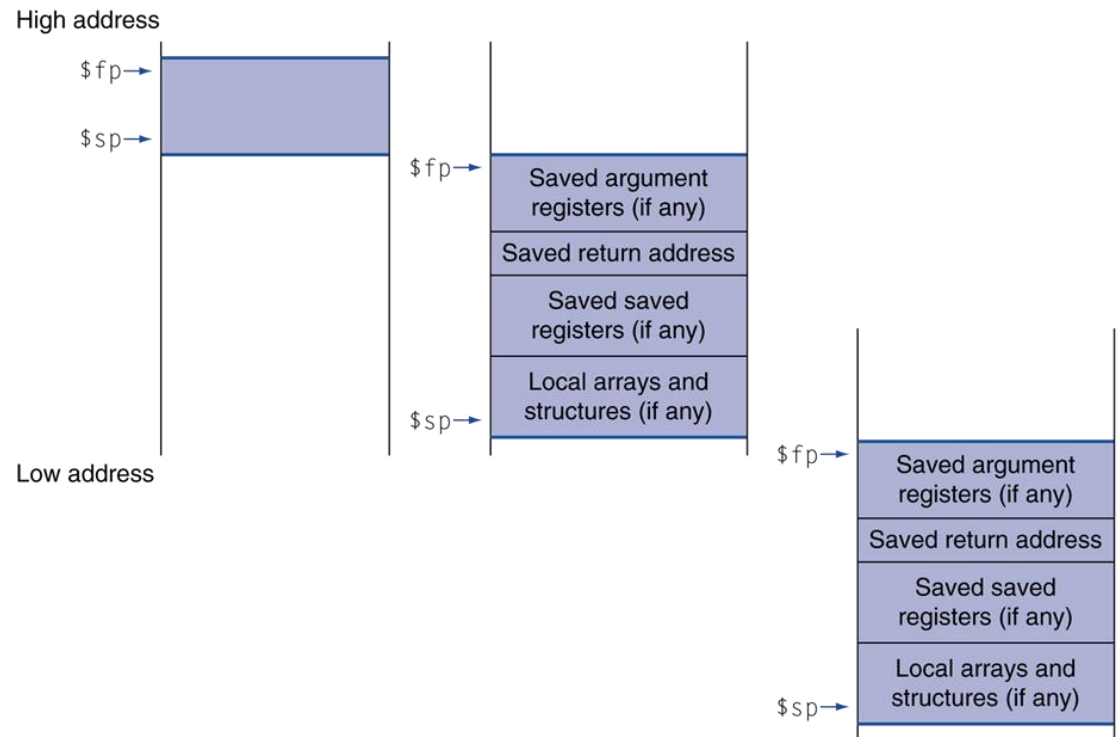 High address
$fp
$sp
$fp
Saved argument
registers (if any)
Saved return address
Saved saved
registers (if any)
Local arrays and
structures (if any)
$sp
Low address
$fp
Saved argument
registers (if any)
Saved return address
Saved saved
registers (if any)
Local arrays and
structures (if any)
$sp